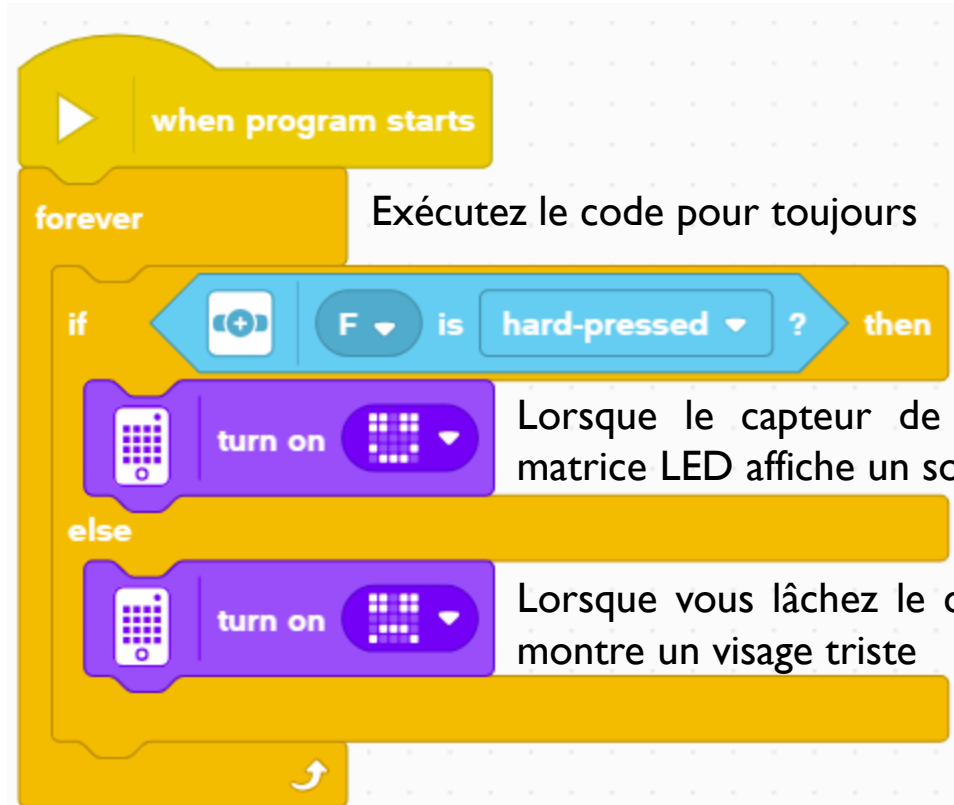 when program starts
forever
Exécutez le code pour toujours
if F is hard-pressed ? then
turn on
Lorsque le capteur de
matrice LED affiche un
else
turn on
Lorsque vous lâchez le
montre un visage triste